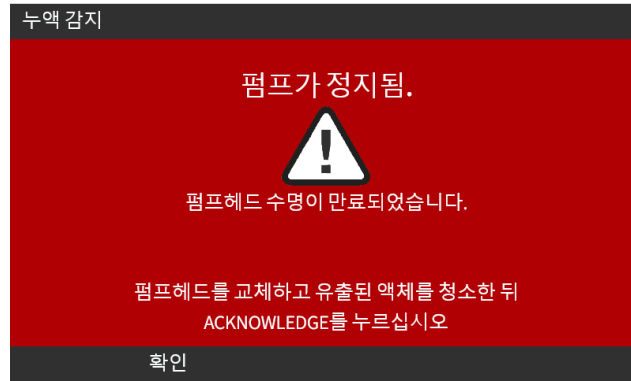 누액 감지
펌프가 정지됨.
펌프헤드 수명이 만료되었습니다.
펌프헤드를 교체하고 유출된 액체를 청소한 뒤
ACKNOWLEDGE를 누르십시오
확인